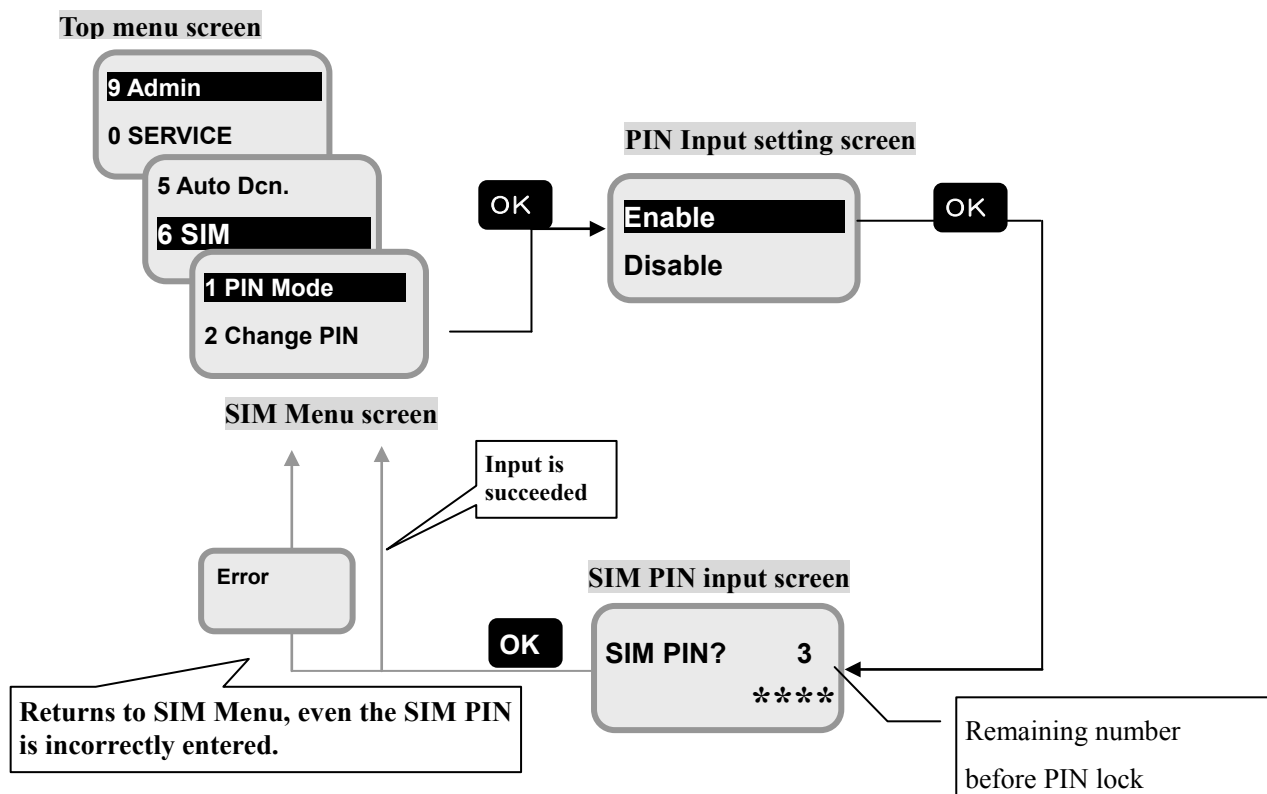 Top menu screen
9 Admin
0 SERVICE
5 Auto Dcn.
6 SIM
1 PIN Mode
2 Change PIN
OK
PIN Input setting screen
Enable
Disable
OK
SIM Menu screen
Input is
succeeded
Error
SIM PIN input screen
OK
SIM PIN? 3
****
Returns to SIM Menu, even the SIM PIN
is incorrectly entered.
Remaining number
before PIN lock